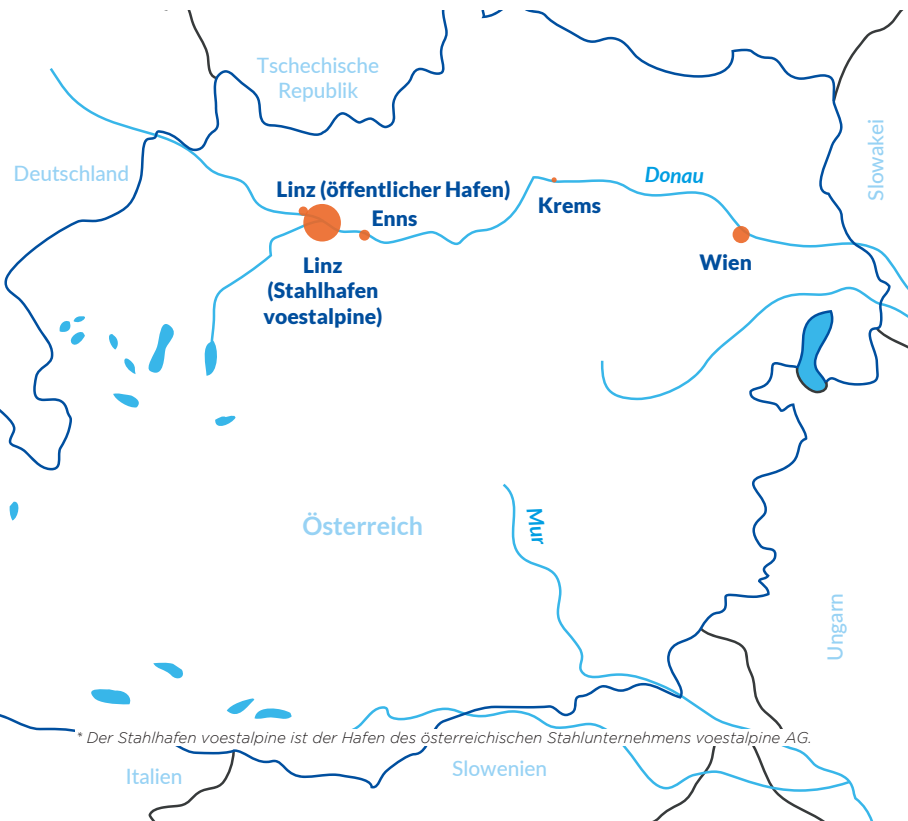 Tschechische
Republik
Deutschland
Slowakei
Linz (öffentlicher Hafen)
Donau
Enns
Krems
Wien
Linz
(Stahlhafen
voestalpine)
Österreich
Mur
Ungarn
* Der Stahlhafen voestalpine ist der Hafen des österreichischen Stahlunternehmens voestalpine AG.
Italien
Slowenien